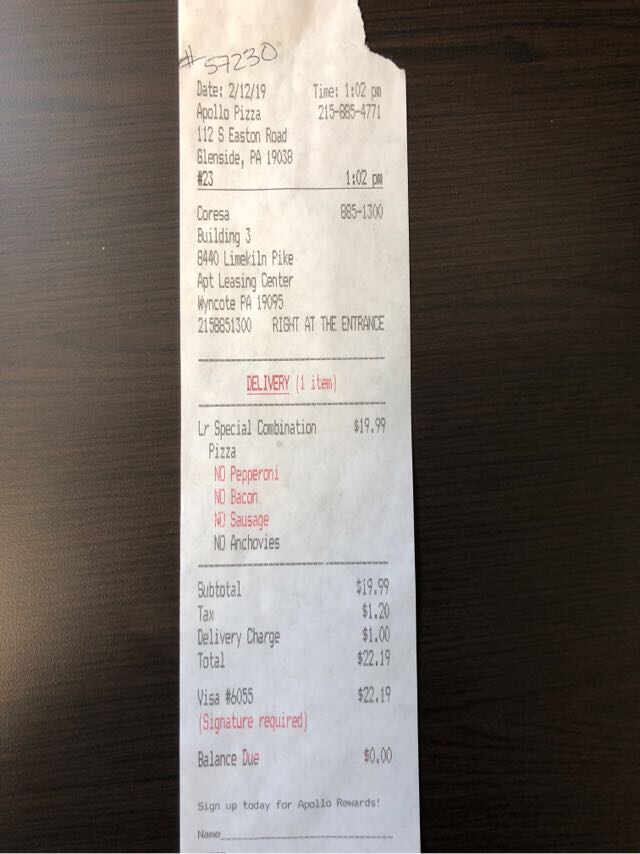 #57230
Date: 2/12/19 Time: 1:02 pm
Apollo Pizza 215-885-4771
112 S Easton Road
Glenside, PA 19038
#23 1:02 pm
Coresa 885-1300
Building 3
8440 Limekiln Pike
Apt Leasing Center
Wyncote PA 19095
2158851300 RIGHT AT THE ENTRANCE
DELIVERY (1 item)
Lr Special Combination $19.99
Pizza
NO Pepperoni
NO Bacon
NO Sausage
NO Anchovies
Subtotal $19.99
Tax $1.20
Delivery Charge $1.00
Total $22.19
Visa #6055 $22.19
(Signature required)
Balance Due $0.00
Sign up today for Apollo Rewards!
Name